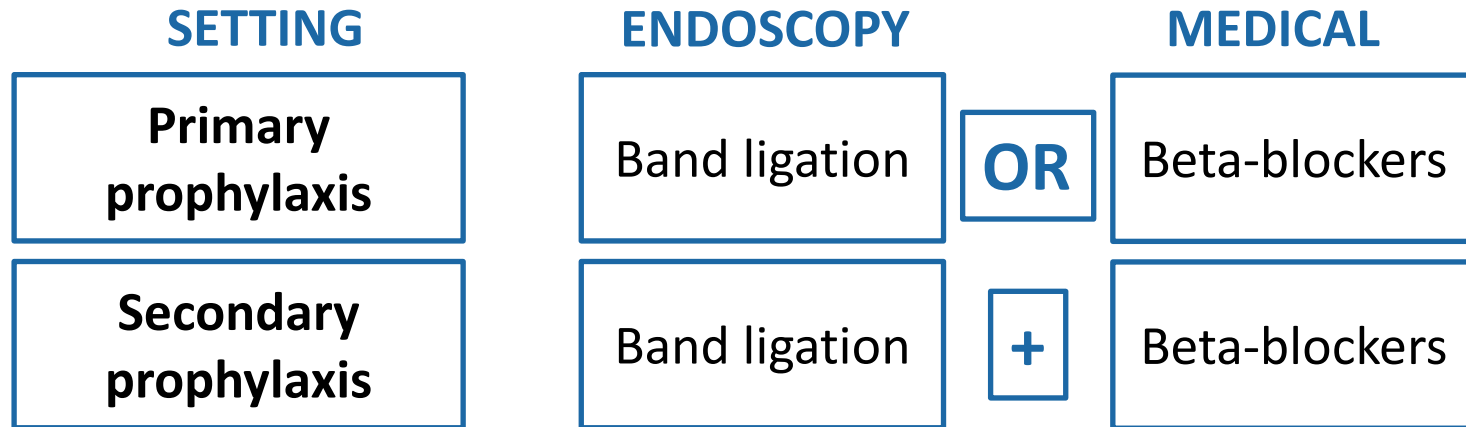 SETTING ENDOSCOPY MEDICAL
Primary
prophylaxis
Band ligation OR Beta-blockers
Secondary
prophylaxis
Band ligation + Beta-blockers